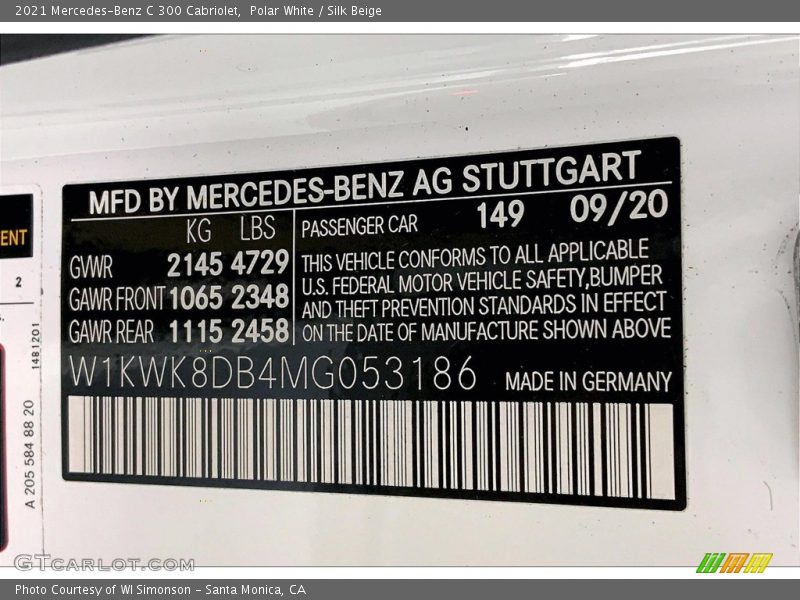 2021 Mercedes-Benz C 300 Cabriolet, Polar White / Silk Beige
MFD BY MERCEDES-BENZ AG STUTTGART
KG LBS
GWR 2145 4729
GAWR FRONT 1065 2348
GAWR REAR 1115 2458
PASSENGER CAR 149 09/20
THIS VEHICLE CONFORMS TO ALL APPLICABLE
U.S. FEDERAL MOTOR VEHICLE SAFETY,BUMPER
AND THEFT PREVENTION STANDARDS IN EFFECT
ON THE DATE OF MANUFACTURE SHOWN ABOVE
W1KWK8DB4MG053186 MADE IN GERMANY
ENT
2
1481201
A 205 584 88 20
GTCARLOT.COM
Photo Courtesy of WI Simonson - Santa Monica, CA